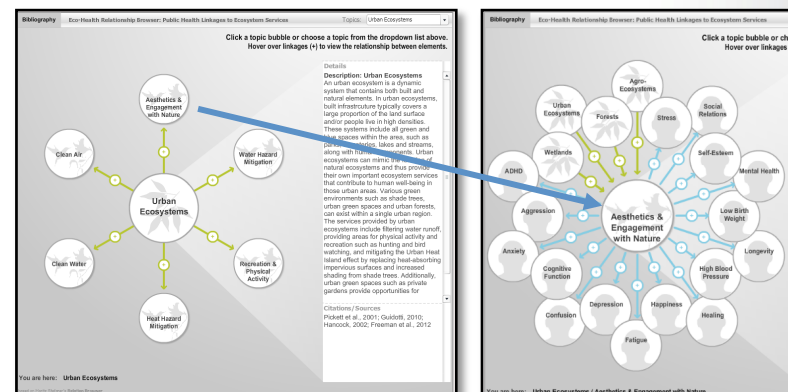 Bibliography Eco-Health Relationship Browser: Public Health Linkages to Ecosystem Services Topics: Urban Ecosystems
Click a topic bubble or choose a topic from the dropdown list above.
Hover over linkages (+) to view the relationship between elements.
Aesthetics &
Engagement
with Nature
Clean Air
Water Hazard
Mitigation
Urban
Ecosystems
Clean Water
Recreation &
Physical
Activity
Heat Hazard
Mitigation
Details
Description: Urban Ecosystems
An urban ecosystem is a dynamic
system that contains both built and
natural elements. In urban ecosystems,
built infrastrcuture typically covers a
large proportion of the land surface
and/or people live in high densities.
These systems include all green and
blue spaces within the area, such as
lakes and streams,
along with human components. Urban
ecosystems can mimic the
natural ecosystems and thus provide
their own important ecosystem services
that contribute to human well-being in
those urban areas. Various green
environments such as shade trees,
urban green spaces and urban forests,
can exist within a single urban region.
The services provided by urban
ecosystems include filtering water runoff,
providing areas for physical activity and
recreation such as hunting and bird
watching, and mitigating the Urban Heat
Island effect by replacing heat-absorbing
impervious surfaces and increased
shading from shade trees. Additionally,
urban green spaces such as private
gardens provide opportunities for
Citations/Sources
Pickett et al., 2001; Guidotti, 2010;
Hancock, 2002; Freeman et al., 2012
You are here: Urban Ecosystems
Bibliography Eco-Health Relationship Browser: Public Health Linkages to Ecosystem Services
Click a topic bubble or ch
Hover over linkages
Agro-
Ecosystems
Urban
Ecosystems
Forests
Stress
Social
Relations
Wetlands
Self-Esteem
ADHD
Mental Health
Aggression
Aesthetics &
Engagement
with Nature
Low Birth
Weight
Anxiety
Longevity
Cognitive
Function
High Blood
Pressure
Confusion
Depression
Happiness
Healing
Fatigue
You are here: Urban Ecosystems / Aesthetics & Engagement with Nature